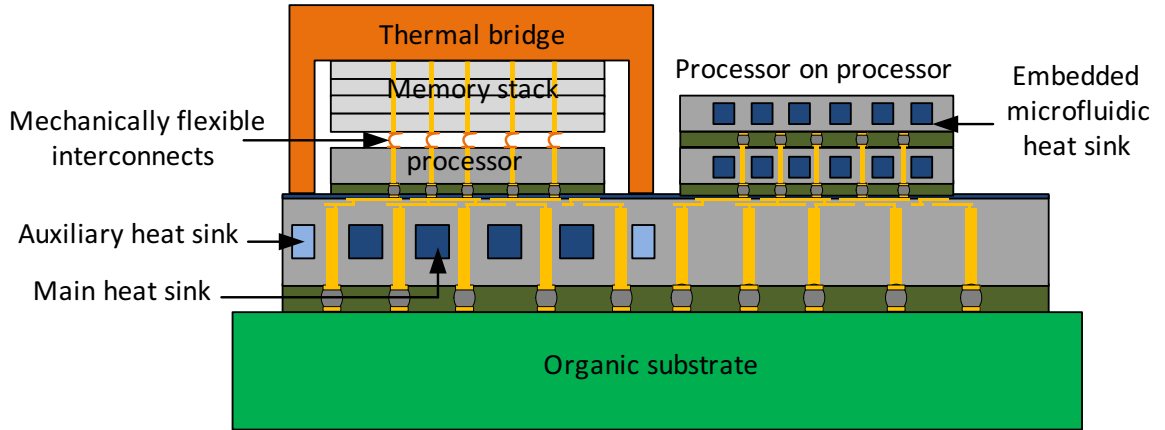 Thermal bridge
Memory stack
Mechanically flexible
interconnects
processor
Processor on processor
Embedded
microfluidic
heat sink
Auxiliary heat sink
Main heat sink
Organic substrate